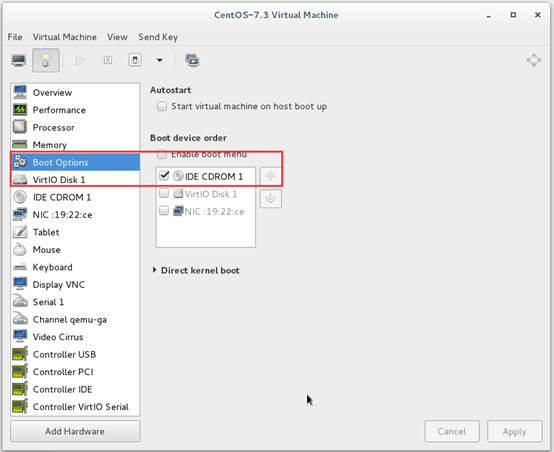 CentOS-7.3 Virtual Machine
File Virtual Machine View Send Key
Overview
Performance
Processor
Memory
Boot Options
VirtIO Disk 1
IDE CDROM 1
NIC :19:22:ce
Tablet
Mouse
Keyboard
Display VNC
Serial 1
Channel qemu-ga
Video Cirrus
Controller USB
Controller PCI
Controller IDE
Controller VirtIO Serial
Add Hardware
Autostart
Start virtual machine on host boot up
Boot device order
Enable boot menu
IDE CDROM 1
VirtIO Disk 1
NIC :19:22:ce
Direct kernel boot
Cancel Apply